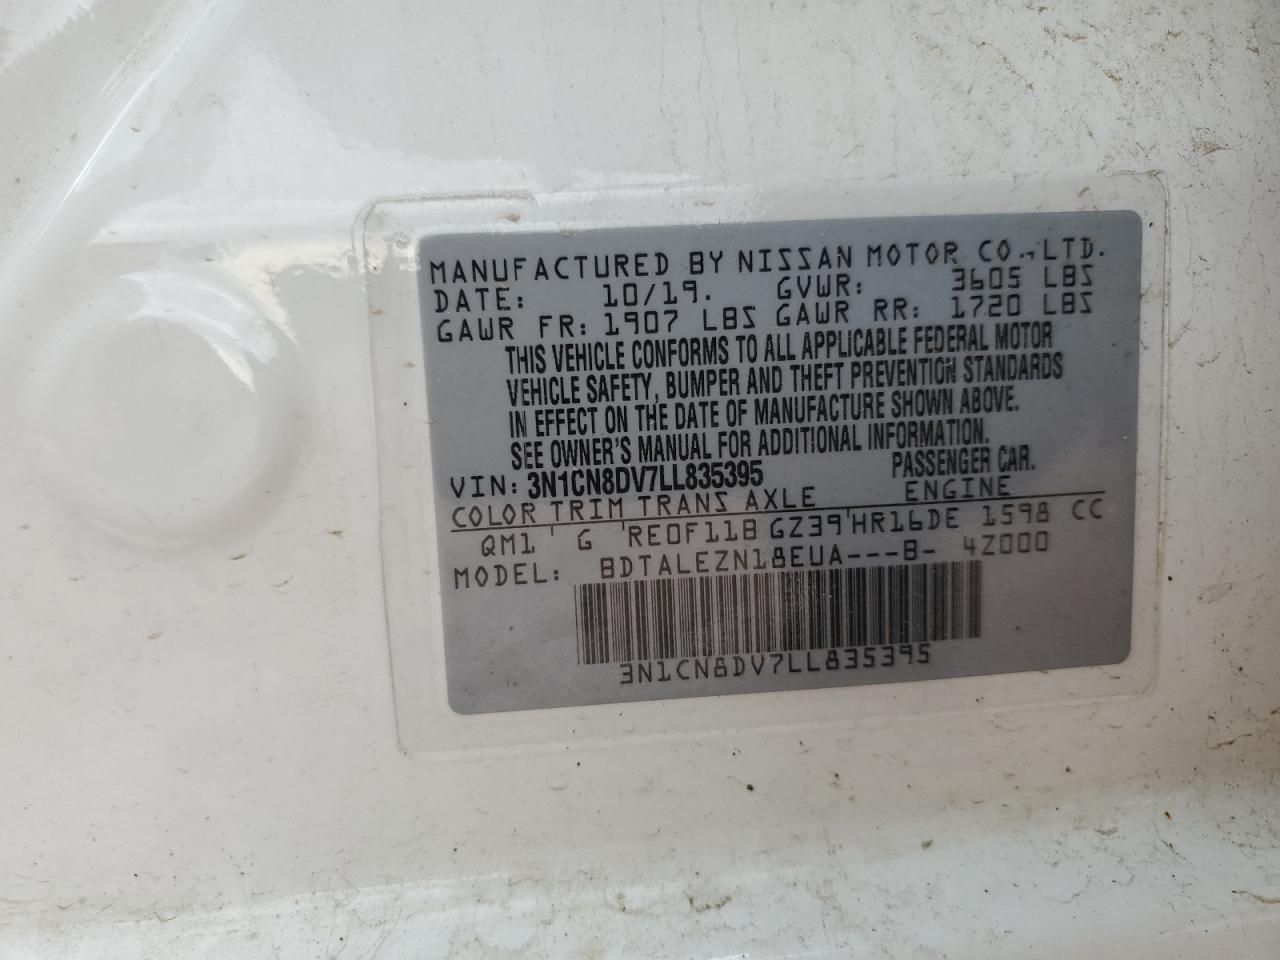 MANUFACTURED BY NISSAN MOTOR CO., LTD.
DATE: 10/19. GVWR: 3605 LBS
GAWR FR: 1907 LBS GAWR RR: 1720 LBS
THIS VEHICLE CONFORMS TO ALL APPLICABLE FEDERAL MOTOR
VEHICLE SAFETY, BUMPER AND THEFT PREVENTION STANDARDS
IN EFFECT ON THE DATE OF MANUFACTURE SHOWN ABOVE.
SEE OWNER'S MANUAL FOR ADDITIONAL INFORMATION.
VIN: 3N1CN8DV7LL835395 PASSENGER CAR.
COLOR TRIM TRANS AXLE ENGINE
QM1 ' G 'RE0F11B GZ39'HR16DE 1598 CC
MODEL: BDTALEZN18EUA---B- 4Z000
3N1CN8DV7LL835395